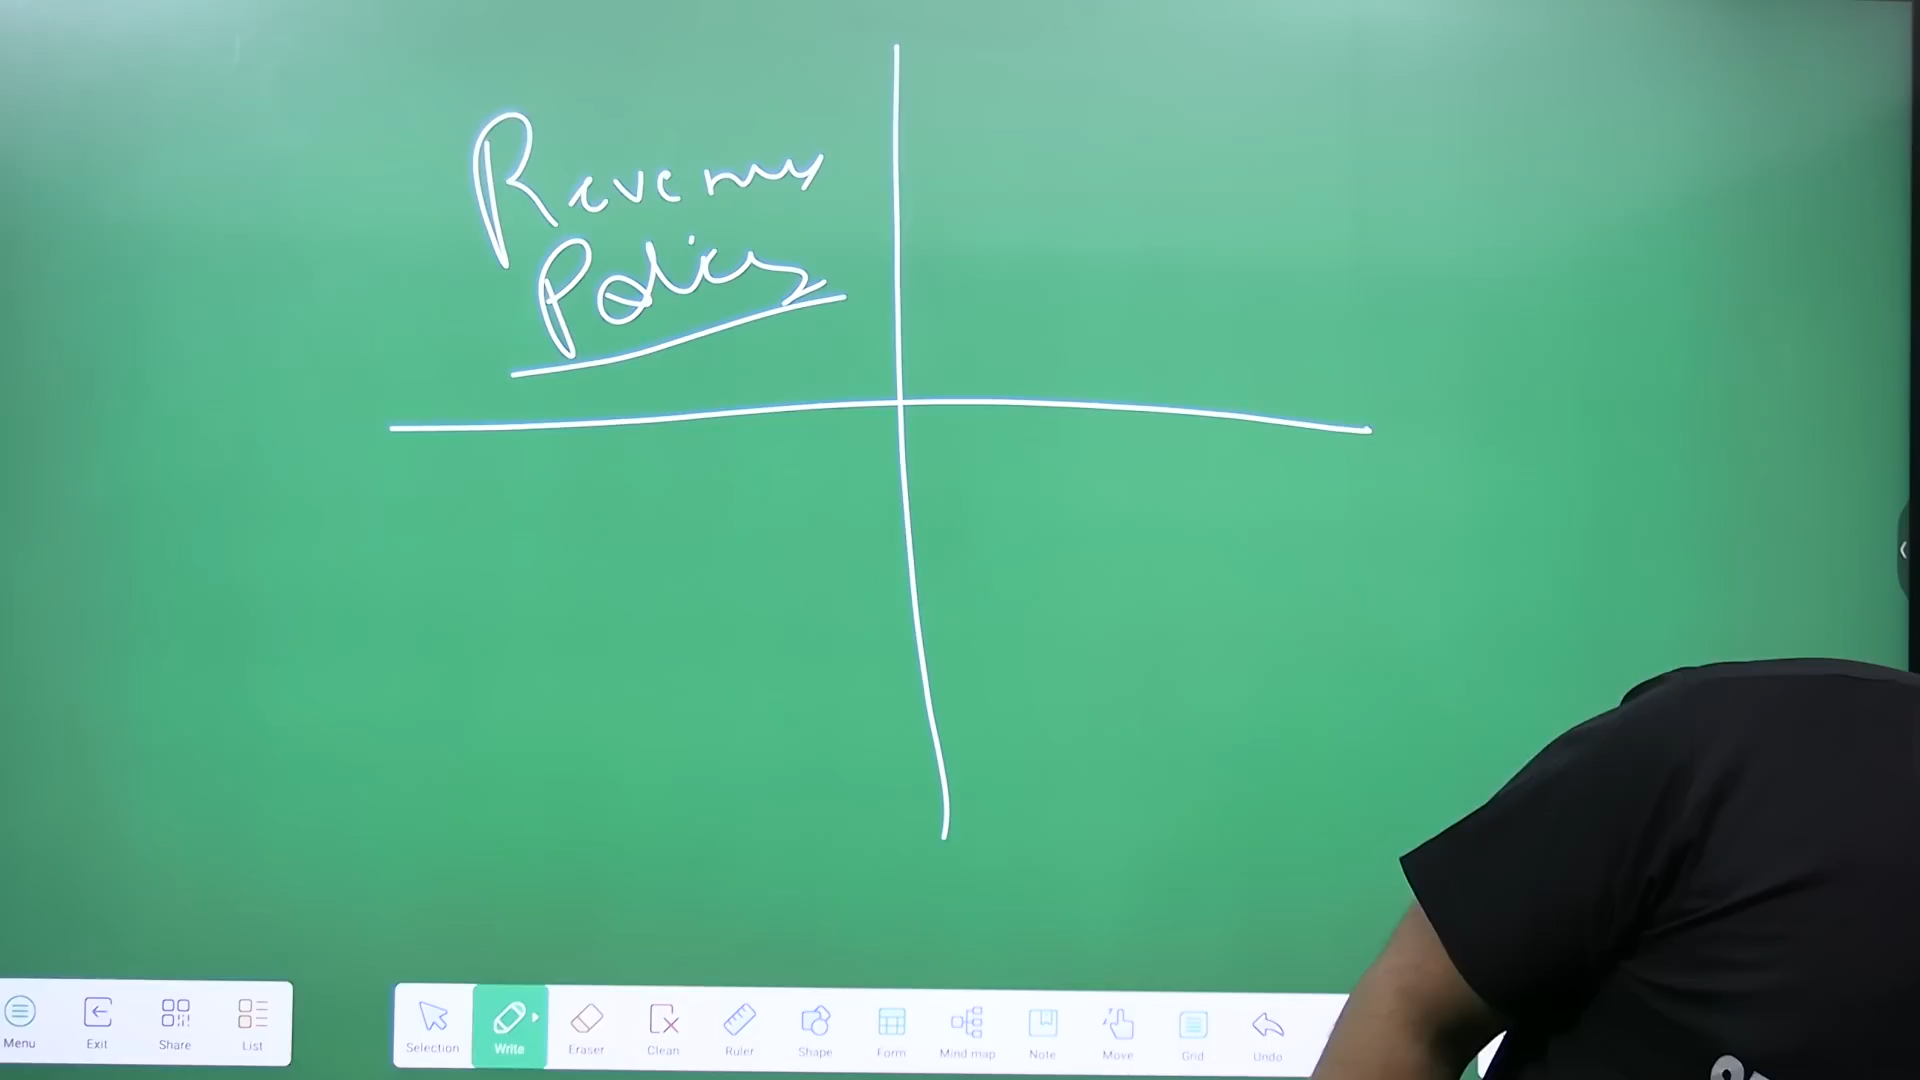 Revenue
Policy
Menu
Exit
Share
List
Selection
Write
Eraser
Clean
Ruler
Shape
Form
Mind map
Note
Move
Grid
Undo